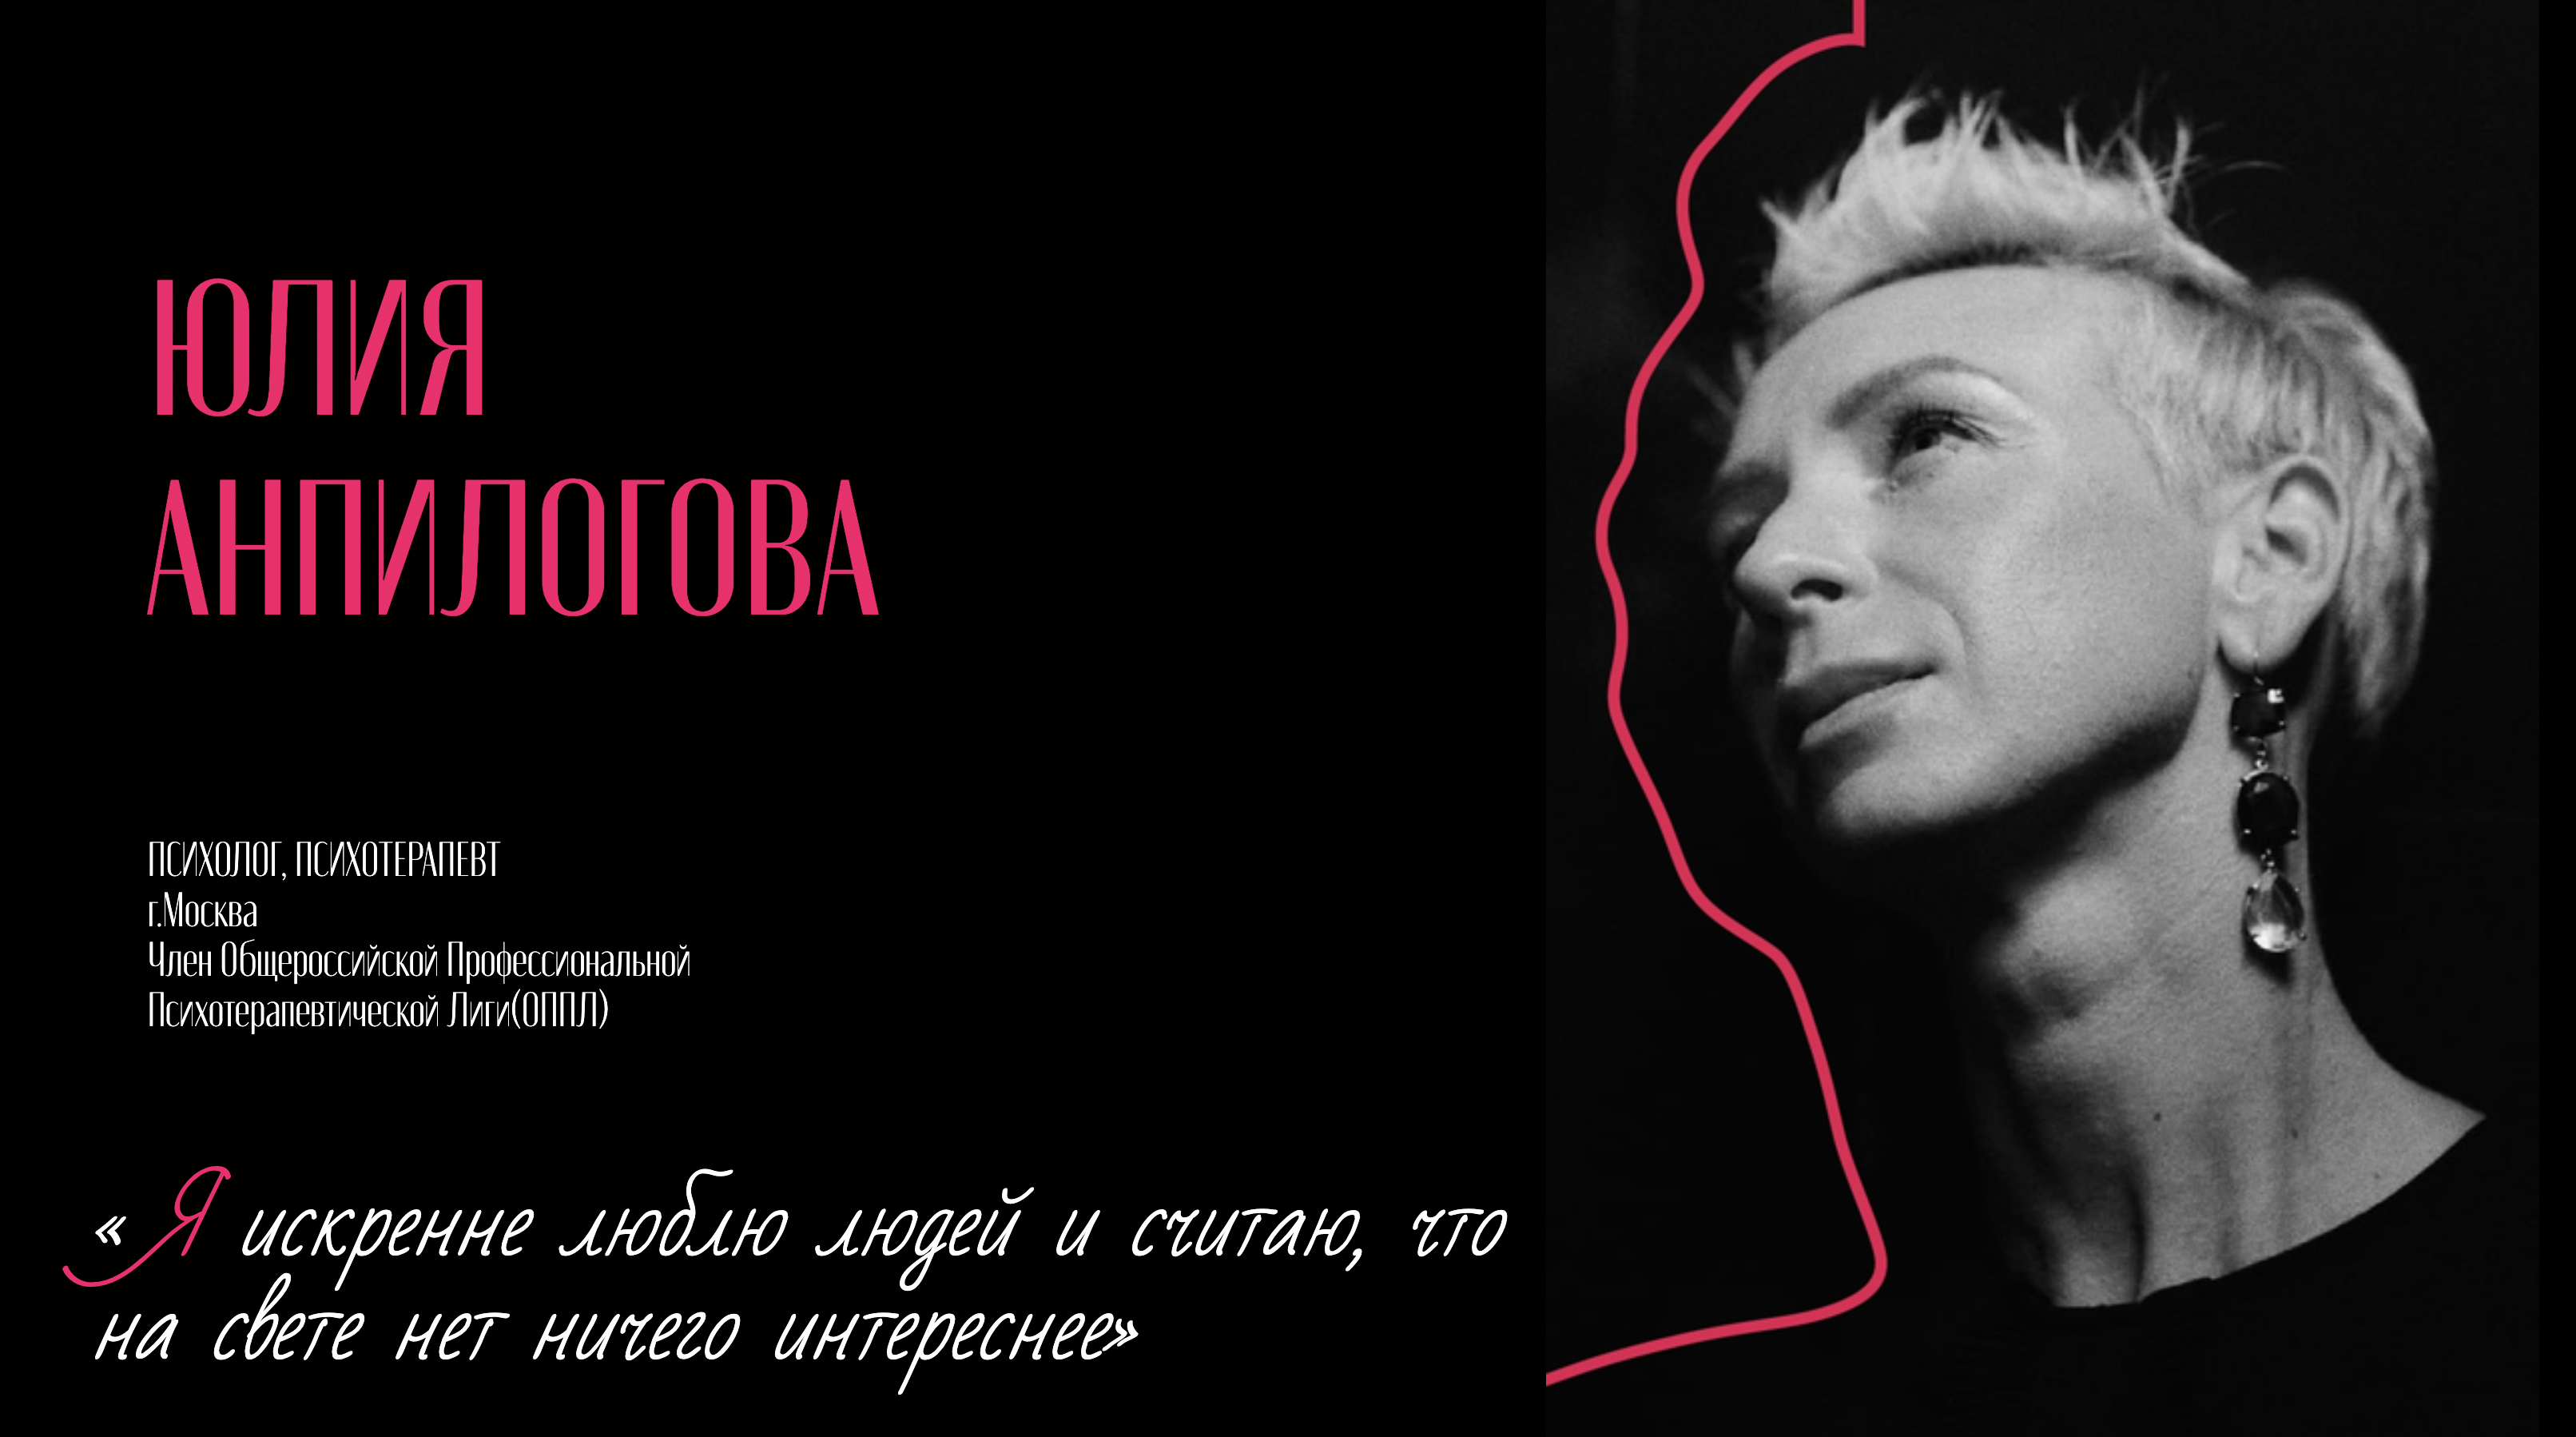 ЮЛИЯ
АНПИЛОГОВА
ПСИХОЛОГ, ПСИХОТЕРАПЕВТ
г.Москва
Член Общероссийской Профессиональной
Психотерапевтической Лиги(ОППЛ)
«Я искренне люблю людей и считаю, что
на свете нет ничего интереснее»